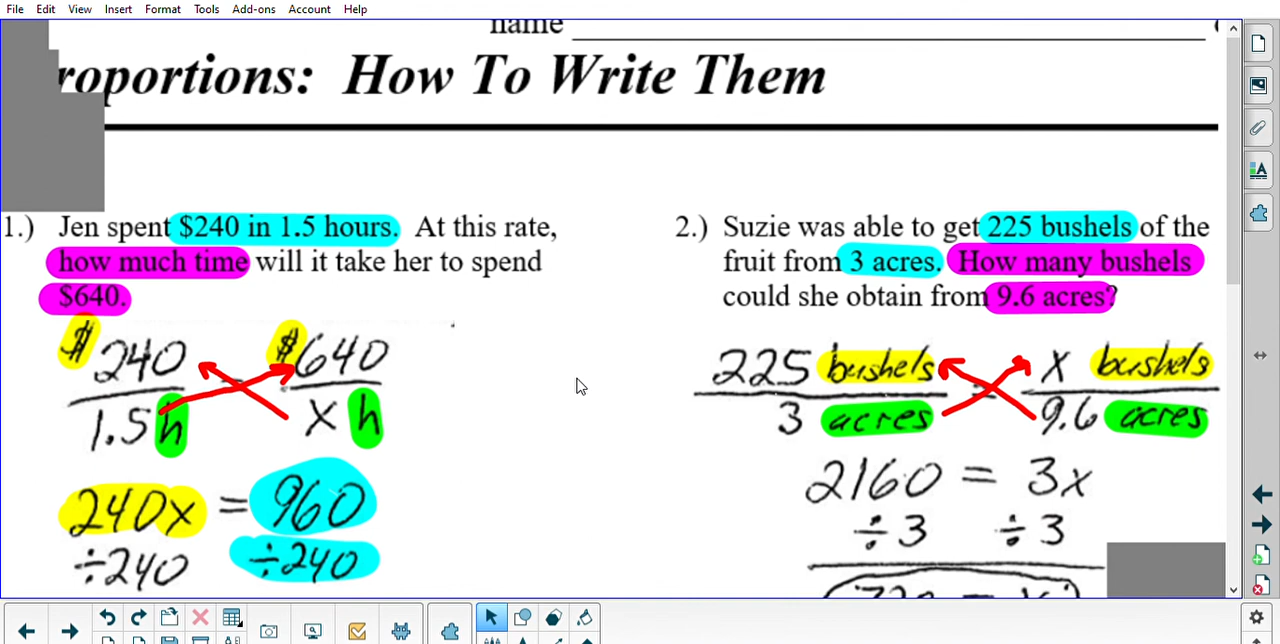 File Edit View Insert Format Tools Add-ons Account Help
name
roportions: How To Write Them
1.) Jen spent $240 in 1.5 hours. At this rate,
how much time will it take her to spend
$640.
$240 = $640
1.5h x h
240x = 960
÷240 ÷240
2.) Suzie was able to get 225 bushels of the
fruit from 3 acres. How many bushels
could she obtain from 9.6 acres?
225 bushels = x bushels
3 acres 9.6 acres
2160 = 3x
÷3 ÷3